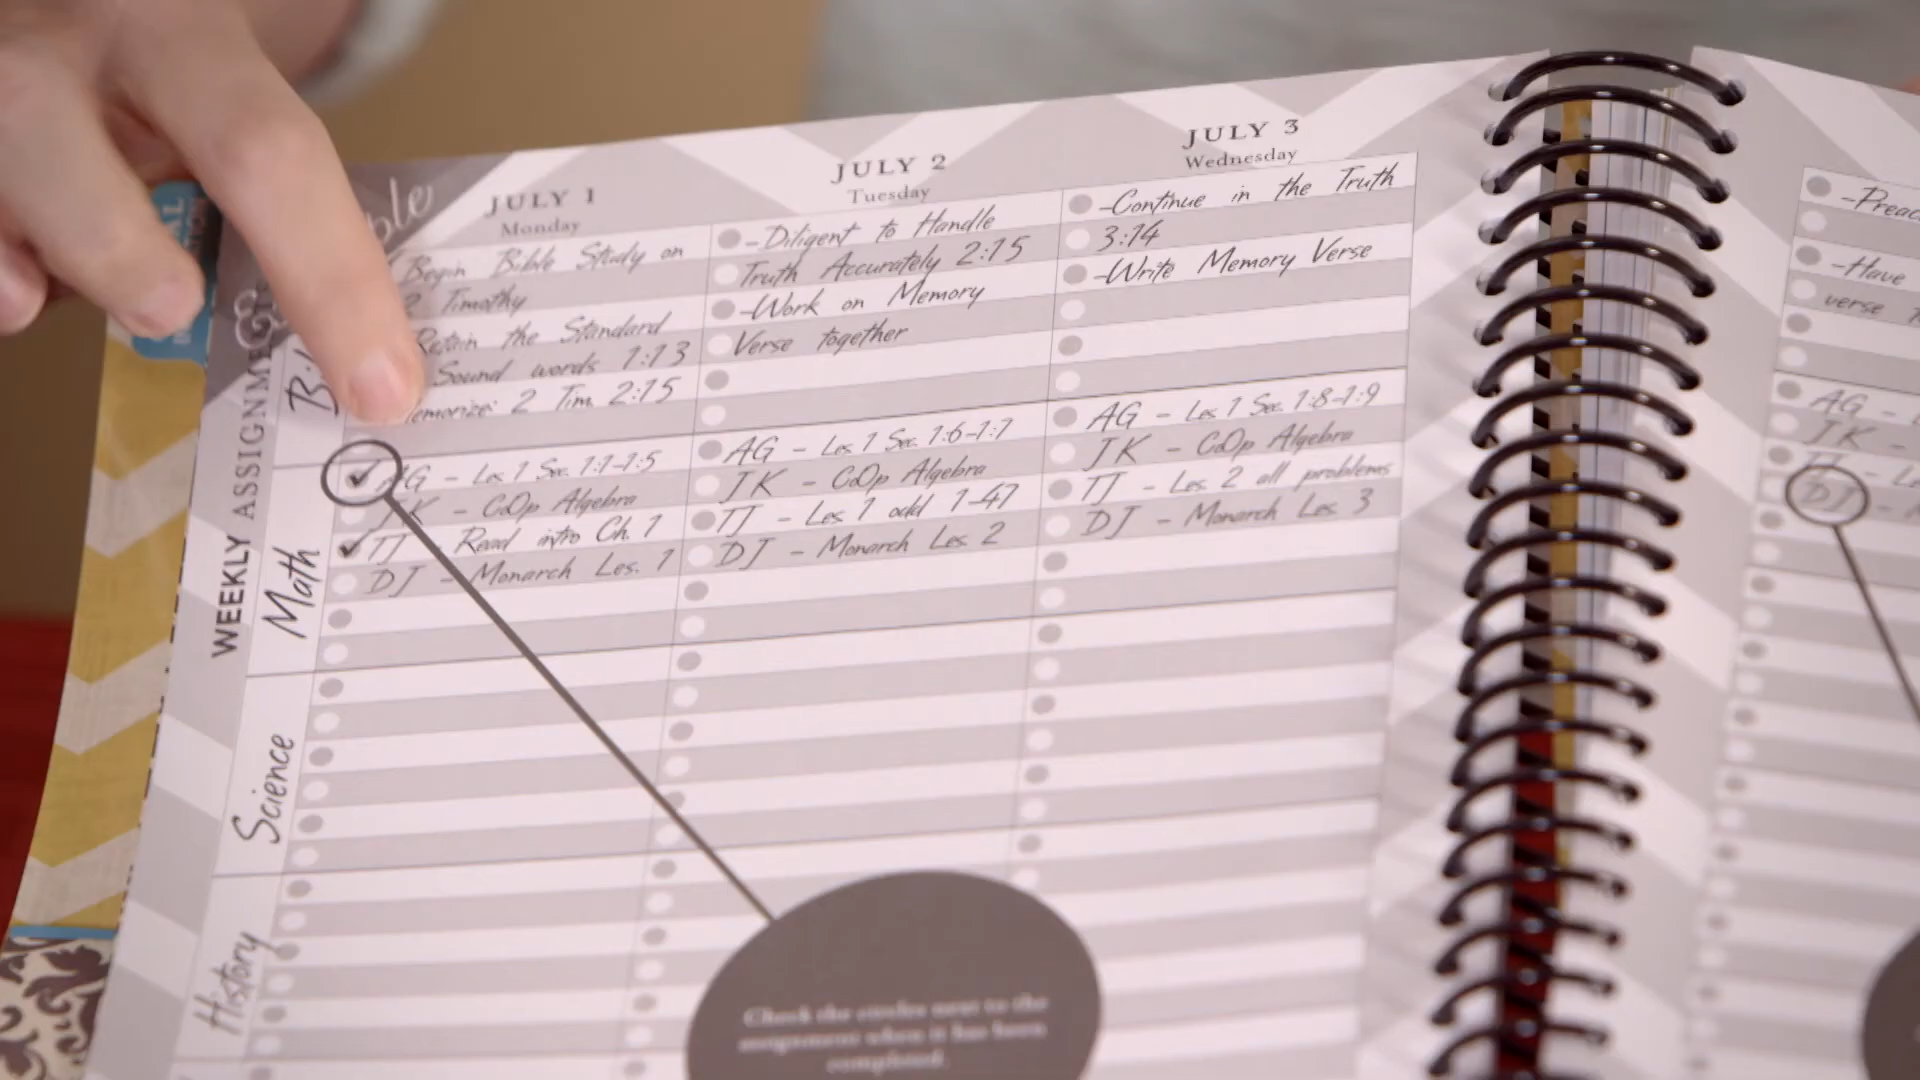 JULY 1
Monday
Begin Bible Study on
2 Timothy
Retain the Standard
Sound words 1:13
2 Tim. 2:15
JULY 2
Tuesday
-Diligent to Handle
Truth Accurately 2:15
-Work on Memory
Verse together
JULY 3
Wednesday
-Continue in the Truth
3:14
-Write Memory Verse
WEEKLY ASSIGNMENTS
Math
AG - Les 1 Sec. 1:1-1:5
JK - CoOp Algebra
TJ - Read intro Ch. 1
DJ - Monarch Les. 1
AG - Les 1 Sec. 1:6-1:7
JK - CoOp Algebra
TJ - Les 1 odd 1-47
DJ - Monarch Les 2
AG - Les 1 Sec 1:8-1:9
JK - CoOp Algebra
TJ - Les 2 all problems
DJ - Monarch Les 3
Science
History
Check the circles next to the
assignment when it has been
completed.
-Have
verse
AG -
JK -
DJ -